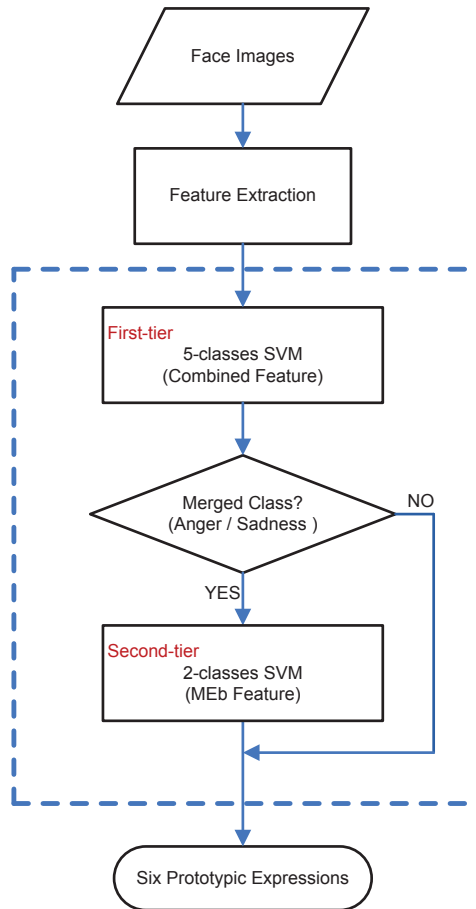 Face Images
Feature Extraction
First-tier
5-classes SVM
(Combined Feature)
Merged Class?
(Anger / Sadness )
NO
YES
Second-tier
2-classes SVM
(MEb Feature)
Six Prototypic Expressions